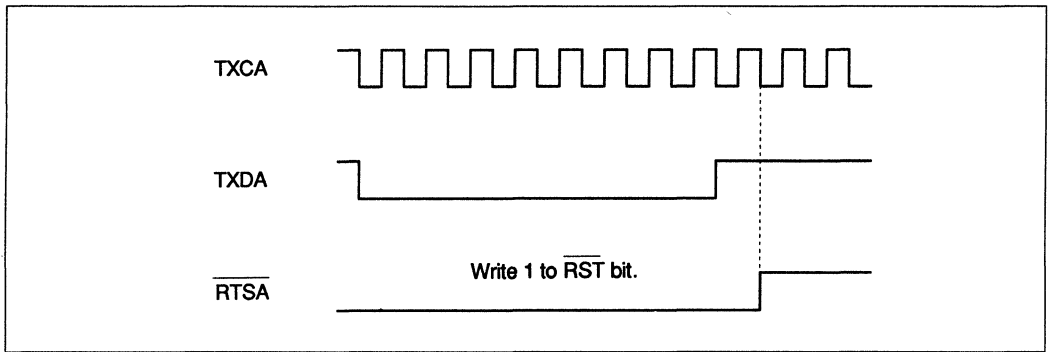 TXCA
TXDA
Write 1 to RST bit.
RTSA